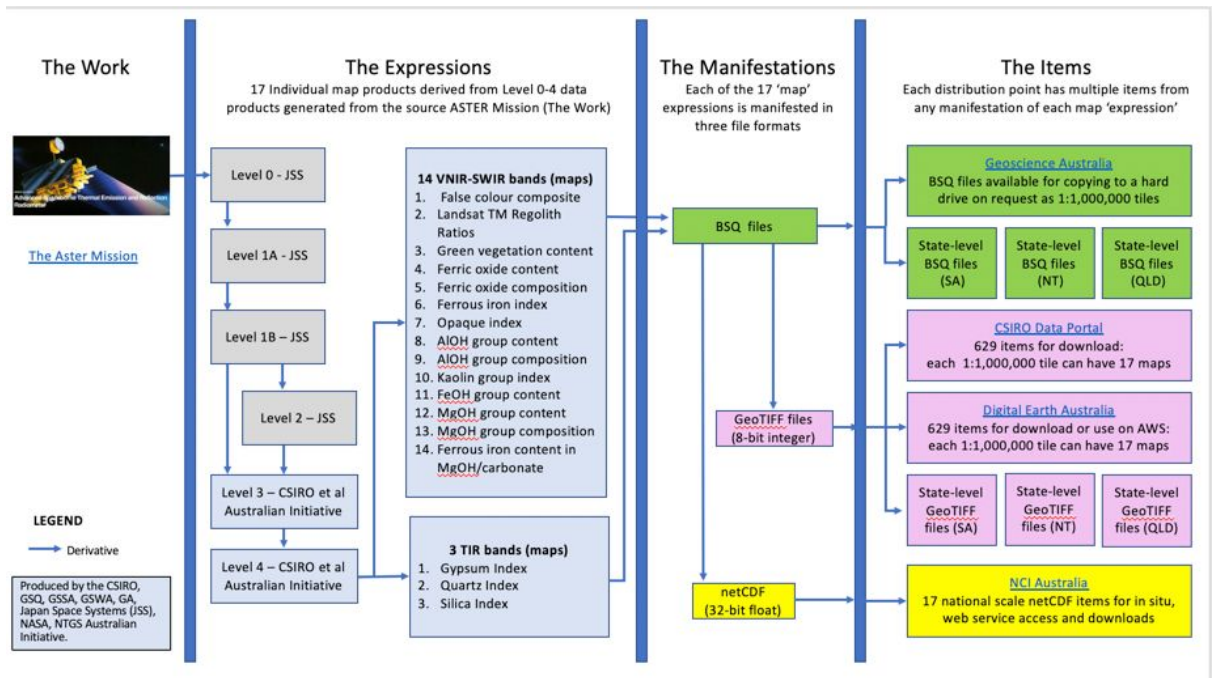 The Work
Advanced Spaceborne Thermal Emission and Reflection
Radiometer
The Aster Mission
LEGEND
Derivative
Produced by the CSIRO,
GSQ, GSSA, GSWA, GA,
Japan Space Systems (JSS),
NASA, NTGS Australian
Initiative.
The Expressions
17 Individual map products derived from Level 0-4 data
products generated from the source ASTER Mission (The Work)
Level 0 - JSS
Level 1A - JSS
Level 1B – JSS
Level 2 – JSS
Level 3 – CSIRO et al
Australian Initiative
Level 4 – CSIRO et al
Australian Initiative
14 VNIR-SWIR bands (maps)
1. False colour composite
2. Landsat TM Regolith
Ratios
3. Green vegetation content
4. Ferric oxide content
5. Ferric oxide composition
6. Ferrous iron index
7. Opaque index
8. AlOH group content
9. AlOH group composition
10. Kaolin group index
11. FeOH group content
12. MgOH group content
13. MgOH group composition
14. Ferrous iron content in
MgOH/carbonate
3 TIR bands (maps)
1. Gypsum Index
2. Quartz Index
3. Silica Index
The Manifestations
Each of the 17 ‘map’
expressions is manifested in
three file formats
BSQ files
GeoTIFF files
(8-bit integer)
netCDF
(32-bit float)
The Items
Each distribution point has multiple items from
any manifestation of each map ‘expression’
Geoscience Australia
BSQ files available for copying to a hard
drive on request as 1:1,000,000 tiles
State-level
BSQ files
(SA)
State-level
BSQ files
(NT)
State-level
BSQ files
(QLD)
CSIRO Data Portal
629 items for download:
each 1:1,000,000 tile can have 17 maps
Digital Earth Australia
629 items for download or use on AWS:
each 1:1,000,000 tile can have 17 maps
State-level
GeoTIFF
files (SA)
State-level
GeoTIFF
files (NT)
State-level
GeoTIFF
files (QLD)
NCI Australia
17 national scale netCDF items for in situ,
web service access and downloads